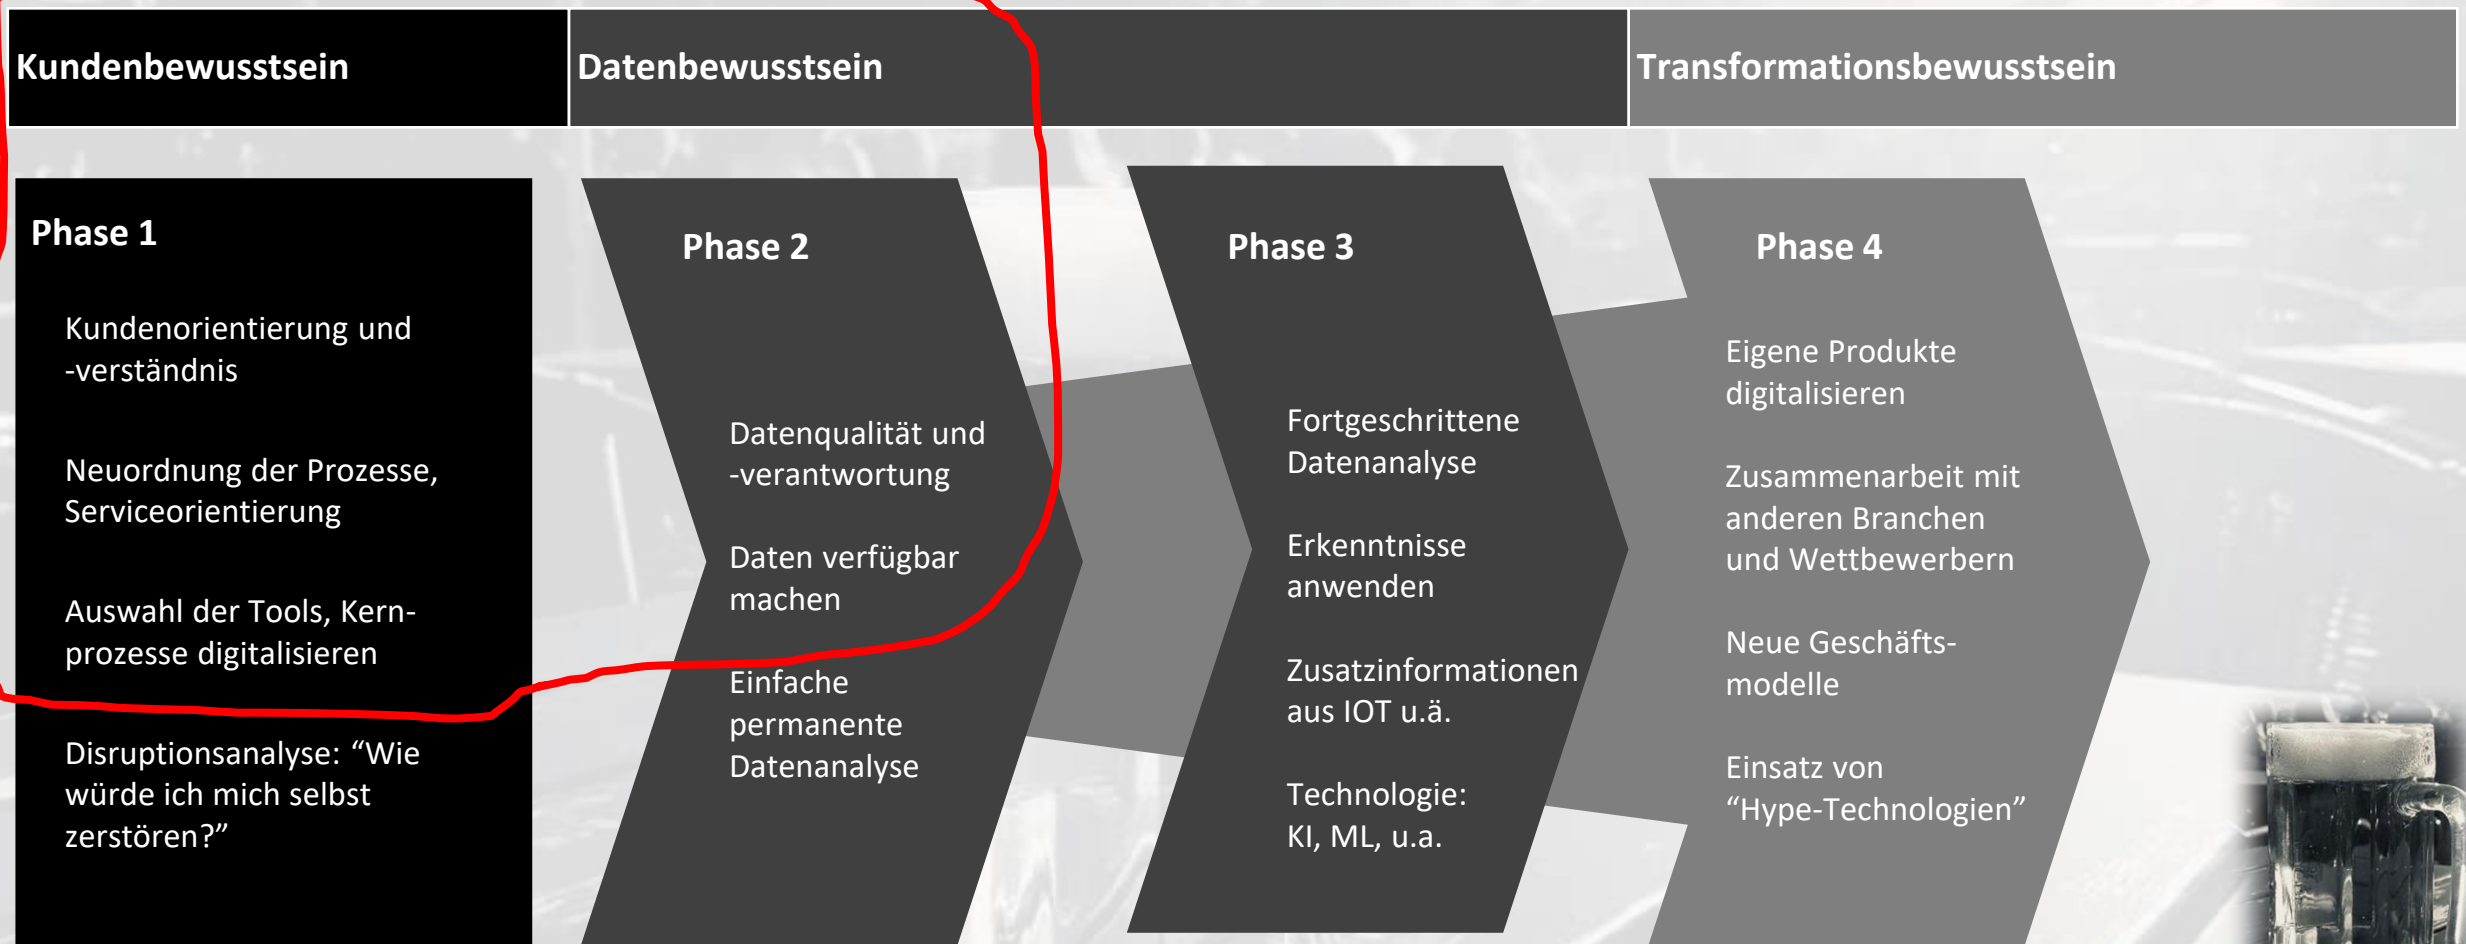 Kundenbewusstsein
Datenbewusstsein
Transformationsbewusstsein
Phase 1
Kundenorientierung und
-verständnis
Neuordnung der Prozesse,
Serviceorientierung
Auswahl der Tools, Kern-
prozesse digitalisieren
Disruptionsanalyse: “Wie
würde ich mich selbst
zerstören?”
Phase 2
Datenqualität und
-verantwortung
Daten verfügbar
machen
Einfache
permanente
Datenanalyse
Phase 3
Fortgeschrittene
Datenanalyse
Erkenntnisse
anwenden
Zusatzinformationen
aus IOT u.ä.
Technologie:
KI, ML, u.a.
Phase 4
Eigene Produkte
digitalisieren
Zusammenarbeit mit
anderen Branchen
und Wettbewerbern
Neue Geschäfts-
modelle
Einsatz von
“Hype-Technologien”